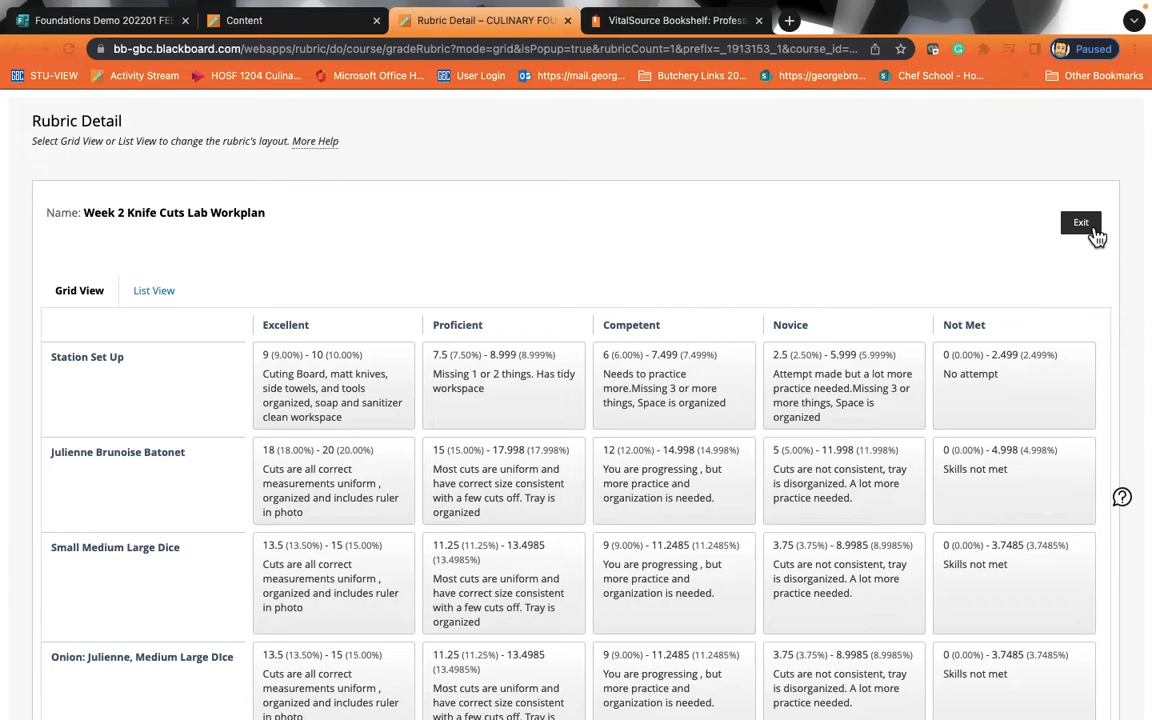 Foundations Demo 202201 FEB
Content
Rubric Detail – CULINARY FOU
VitalSource Bookshelf: Profess
bb-gbc.blackboard.com/webapps/rubric/do/course/gradeRubric?mode=grid&isPopup=true&rubricCount=1&prefix=_1913153_1&course_id=...
Paused
GBC STU-VIEW
Activity Stream
HOSF 1204 Culina...
Microsoft Office H...
GBC User Login
https://mail.georg...
Butchery Links 20...
https://georgebro...
Chef School - Ho...
Other Bookmarks
Rubric Detail
Select Grid View or List View to change the rubric's layout. More Help
Name: Week 2 Knife Cuts Lab Workplan
Exit
Grid View
List View
Excellent
Proficient
Competent
Novice
Not Met
Station Set Up
9 (9.00%) - 10 (10.00%)
Cuting Board, matt knives,
side towels, and tools
organized, soap and sanitizer
clean workspace
7.5 (7.50%) - 8.999 (8.999%)
Missing 1 or 2 things. Has tidy
workspace
6 (6.00%) - 7.499 (7.499%)
Needs to practice
more.Missing 3 or more
things, Space is organized
2.5 (2.50%) - 5.999 (5.999%)
Attempt made but a lot more
practice needed.Missing 3 or
more things, Space is
organized
0 (0.00%) - 2.499 (2.499%)
No attempt
Julienne Brunoise Batonet
18 (18.00%) - 20 (20.00%)
Cuts are all correct
measurements uniform ,
organized and includes ruler
in photo
15 (15.00%) - 17.998 (17.998%)
Most cuts are uniform and
have correct size consistent
with a few cuts off. Tray is
organized
12 (12.00%) - 14.998 (14.998%)
You are progressing , but
more practice and
organization is needed.
5 (5.00%) - 11.998 (11.998%)
Cuts are not consistent, tray
is disorganized. A lot more
practice needed.
0 (0.00%) - 4.998 (4.998%)
Skills not met
Small Medium Large Dice
13.5 (13.50%) - 15 (15.00%)
Cuts are all correct
measurements uniform ,
organized and includes ruler
in photo
11.25 (11.25%) - 13.4985
(13.4985%)
Most cuts are uniform and
have correct size consistent
with a few cuts off. Tray is
organized
9 (9.00%) - 11.2485 (11.2485%)
You are progressing , but
more practice and
organization is needed.
3.75 (3.75%) - 8.9985 (8.9985%)
Cuts are not consistent, tray
is disorganized. A lot more
practice needed.
0 (0.00%) - 3.7485 (3.7485%)
Skills not met
Onion: Julienne, Medium Large DIce
13.5 (13.50%) - 15 (15.00%)
Cuts are all correct
measurements uniform ,
organized and includes ruler
in photo
11.25 (11.25%) - 13.4985
(13.4985%)
Most cuts are uniform and
have correct size consistent
with a few cuts off. Tray is
9 (9.00%) - 11.2485 (11.2485%)
You are progressing , but
more practice and
organization is needed.
3.75 (3.75%) - 8.9985 (8.9985%)
Cuts are not consistent, tray
is disorganized. A lot more
practice needed.
0 (0.00%) - 3.7485 (3.7485%)
Skills not met